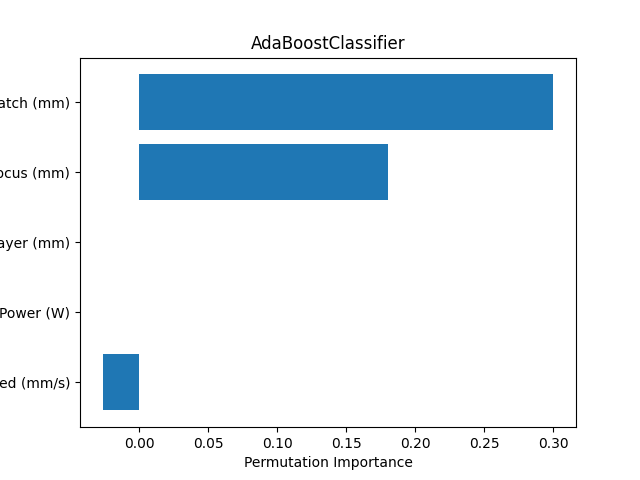 AdaBoostClassifier
atch (mm)
ocus (mm)
ayer (mm)
Power (W)
ed (mm/s)
0.00 0.05 0.10 0.15 0.20 0.25 0.30
Permutation Importance